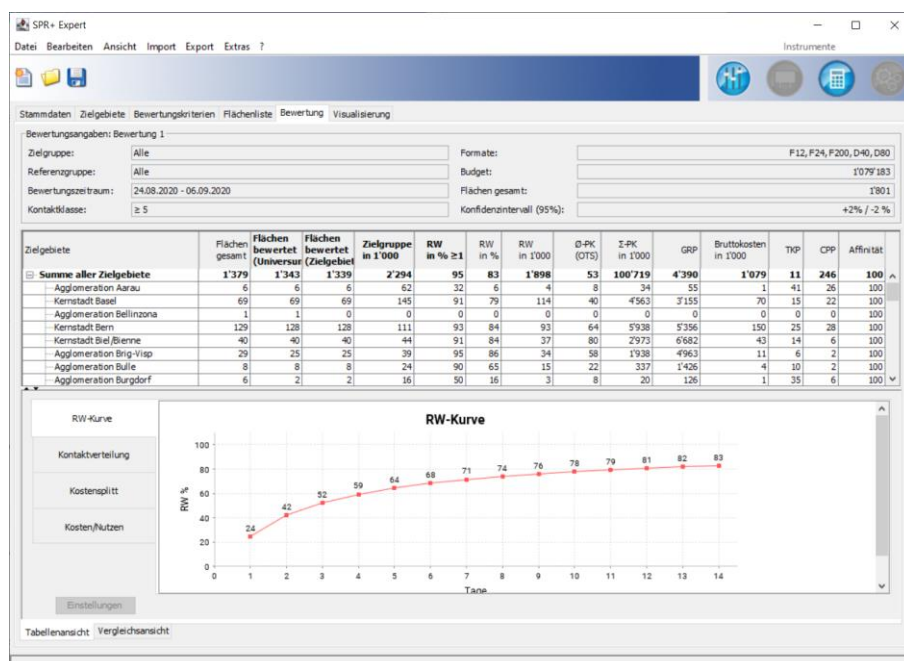 SPR+ Expert
Datei Bearbeiten Ansicht Import Export Extras ?
Instrumente
Stammdaten Zielgebiete Bewertungskriterien Flächenliste Bewertung Visualisierung
Bewertungsangaben: Bewertung 1
Zielgruppe: Alle Formate: F12, F24, F200, D40, D80
Referenzgruppe: Alle Budget: 1'079'183
Bewertungszeitraum: 24.08.2020 - 06.09.2020 Flächen gesamt: 1'801
Kontaktklasse: ≥ 5 Konfidenzintervall (95%): +2% / -2 %
Zielgebiete Flächen gesamt Flächen bewertet (Universum Flächen bewertet (Zielgebiet Zielgruppe in 1'000 RW in % ≥1 RW in % RW in 1'000 Ø-PK (OTS) Σ-PK in 1'000 GRP Bruttokosten in 1'000 TKP CPP Affinität
Summe aller Zielgebiete 1'379 1'343 1'339 2'294 95 83 1'898 53 100'719 4'390 1'079 11 246 100
Agglomeration Aarau 6 6 6 62 32 6 4 8 34 55 1 41 26 100
Kernstadt Basel 69 69 69 145 91 79 114 40 4'563 3'155 70 15 22 100
Agglomeration Bellinzona 1 1 0 0 0 0 0 0 0 0 0 0 0 100
Kernstadt Bern 129 128 128 111 93 84 93 64 5'938 5'356 150 25 28 100
Kernstadt Biel/Bienne 40 40 40 44 91 84 37 80 2'973 6'682 43 14 6 100
Agglomeration Brig-Visp 29 25 25 39 95 86 34 58 1'938 4'963 11 6 2 100
Agglomeration Bulle 8 8 8 24 90 65 15 22 337 1'426 4 10 2 100
Agglomeration Burgdorf 6 2 2 16 50 16 3 8 20 126 1 35 6 100
RW-Kurve
Kontaktverteilung
Kostensplitt
Kosten/Nutzen
Einstellungen
RW-Kurve
RW %
100
80
60
40
20
0
24 42 52 59 64 68 71 74 76 78 79 81 82 83
0 1 2 3 4 5 6 7 8 9 10 11 12 13 14
Tage
Tabellenansicht Vergleichsansicht